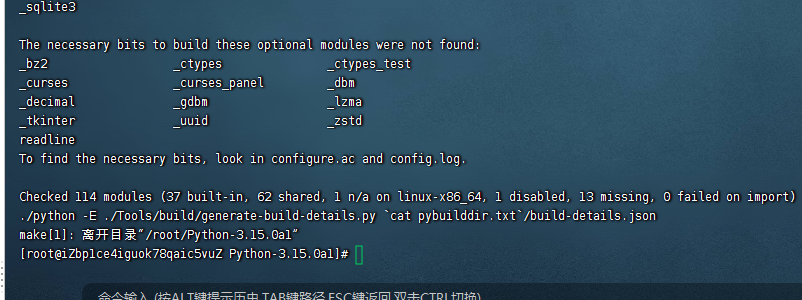 _sqlite3
The necessary bits to build these optional modules were not found:
_bz2 _ctypes _ctypes_test
_curses _curses_panel _dbm
_decimal _gdbm _lzma
_tkinter _uuid _zstd
readline
To find the necessary bits, look in configure.ac and config.log.
Checked 114 modules (37 built-in, 62 shared, 1 n/a on linux-x86_64, 1 disabled, 13 missing, 0 failed on import)
./python -E ./Tools/build/generate-build-details.py `cat pybuilddir.txt`/build-details.json
make[1]: 离开目录“/root/Python-3.15.0a1”
[root@iZbp1ce4iguok78qaic5vuZ Python-3.15.0a1]#
命令输入 (按ALT键提示历史,TAB键路径,ESC键返回,双击CTRL切换)